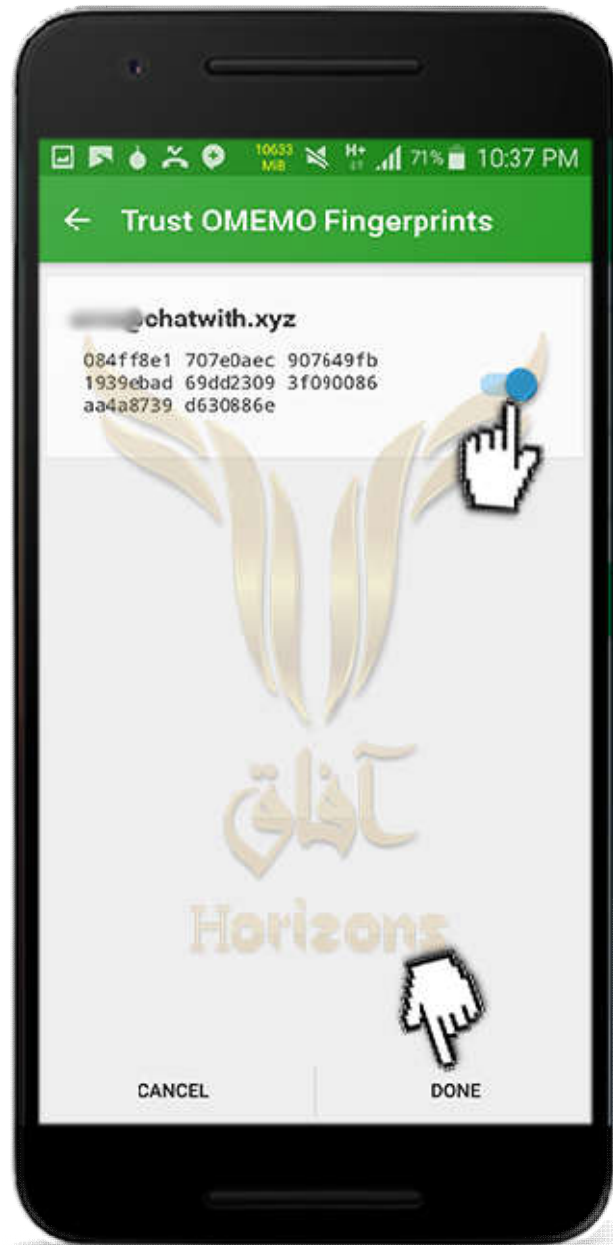 10633
MiB
H+
71%
10:37 PM
Trust OMEMO Fingerprints
@chatwith.xyz
084ff8e1 707e0aec 907649fb
1939ebad 69dd2309 3f090086
aa4a8739 d630886e
آفاق
Horizons
CANCEL
DONE